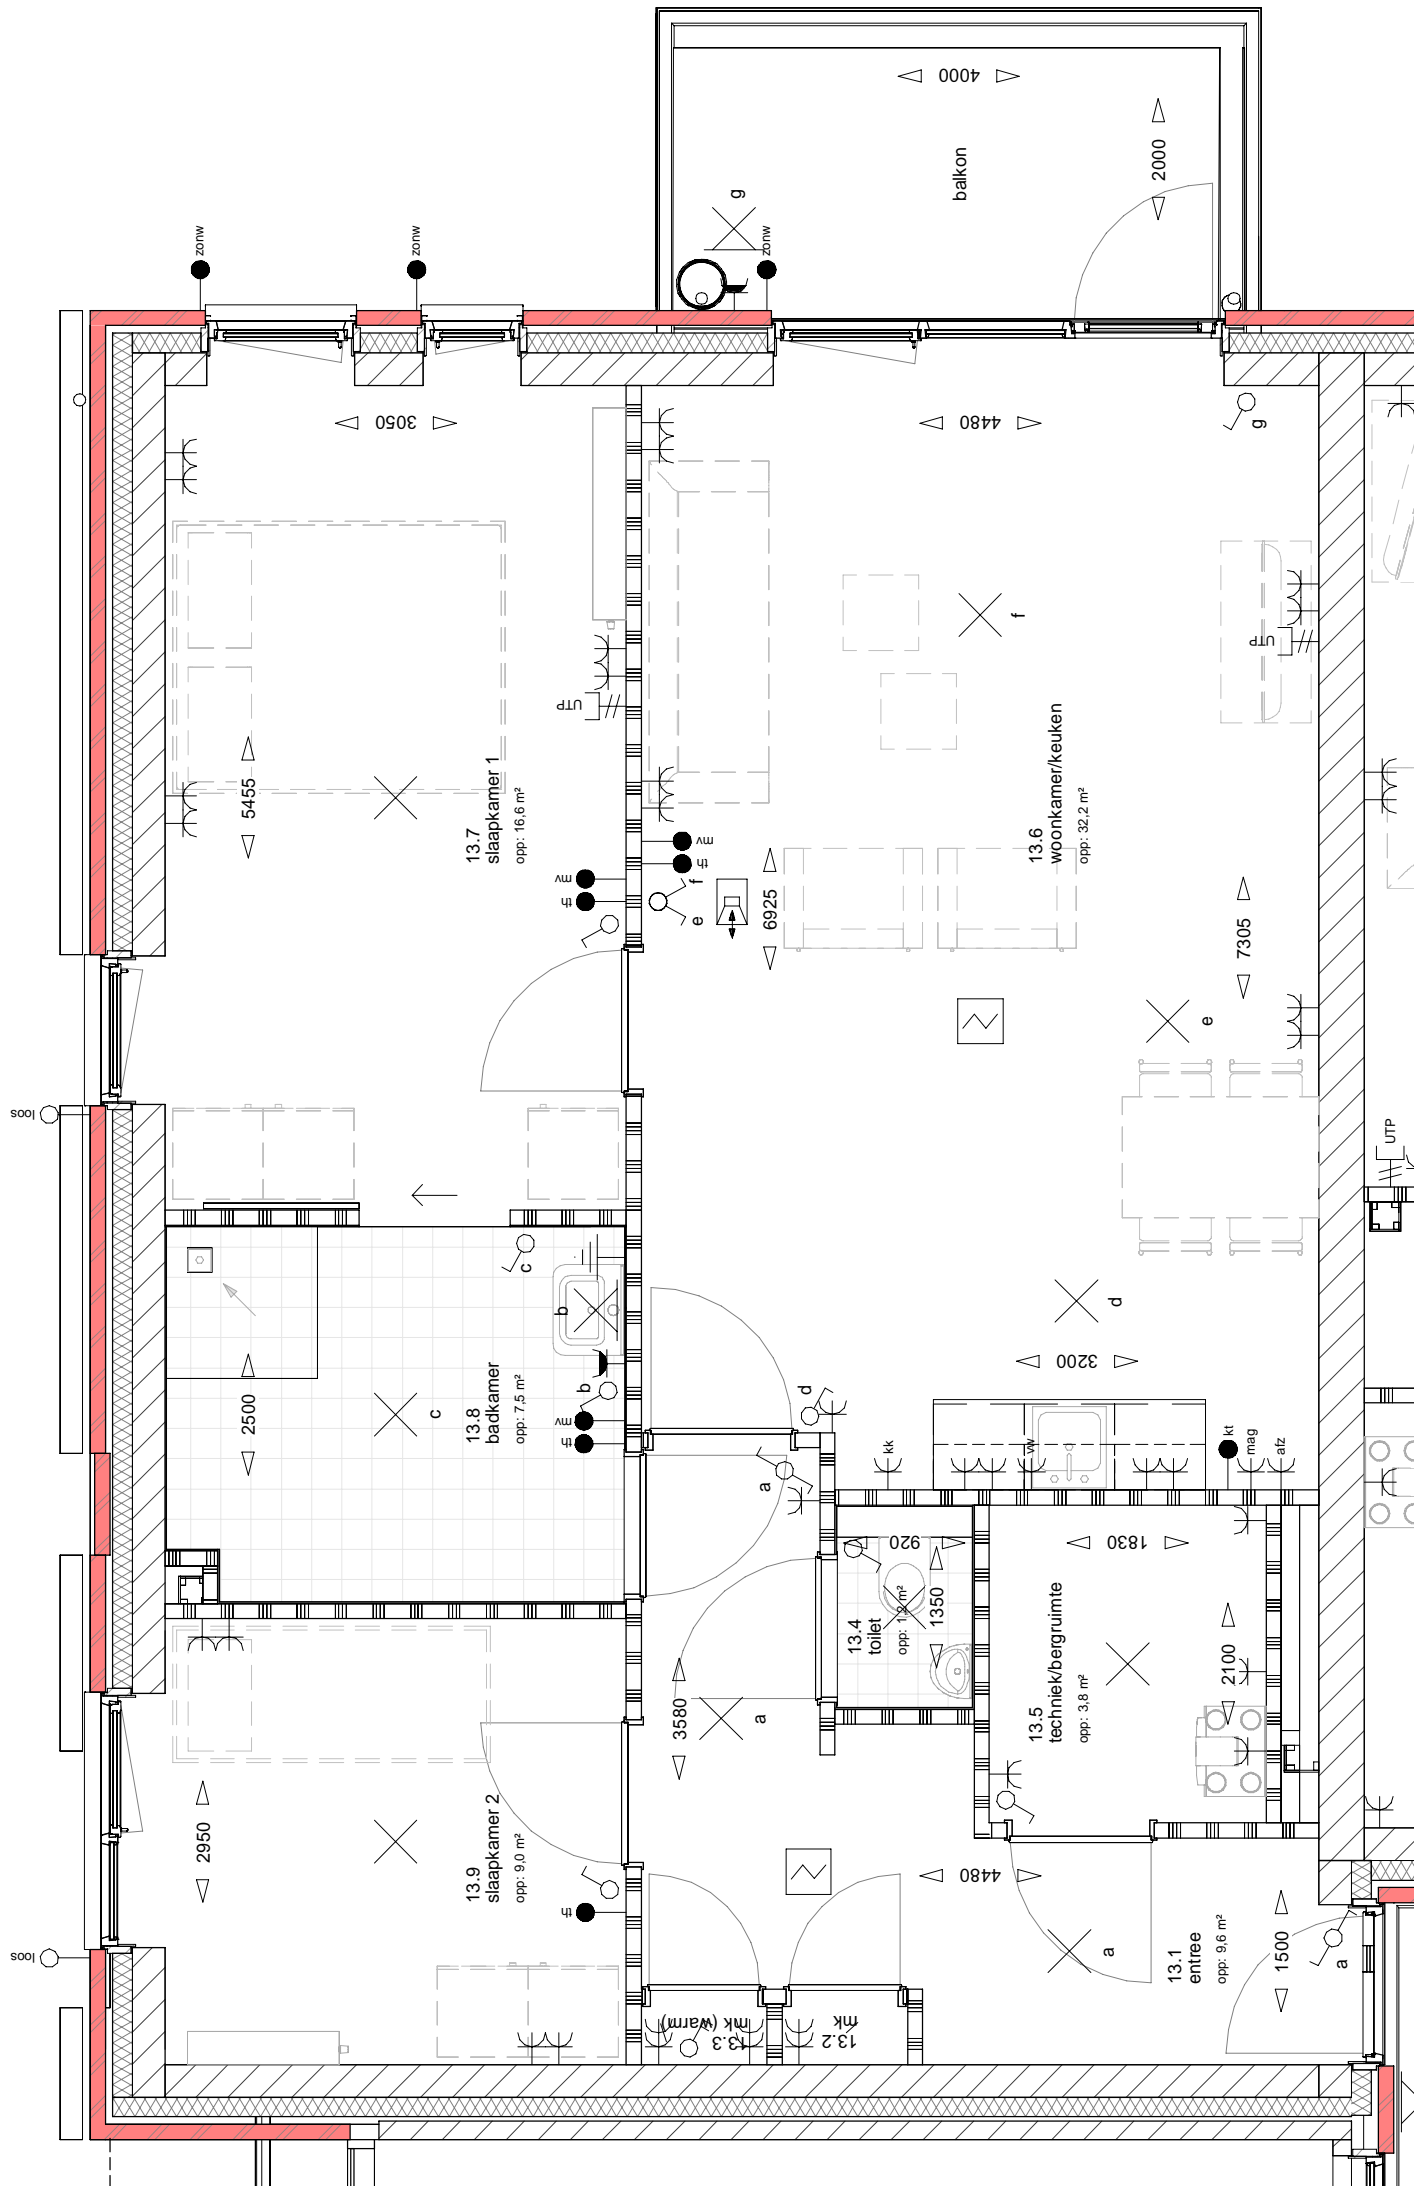 4000
balkon
2000
g
zonw
zonw
zonw
3050
4480
g
f
UTP
UTP
5455
13.7
slaapkamer 1
opp: 16,6 m²
13.6
woonkamer/keuken
opp: 32,2 m²
mv
th
mv
th
f
e
6925
7305
e
loos
UTP
c
b
d
3200
2500
13.8
badkamer
opp: 7,5 m²
c
b
mv
th
d
kk
vw
kt
mag
afz
a
920
1830
13.4
toilet
opp: 1,2 m²
1350
13.5
techniek/bergruimte
opp: 3,8 m²
2100
3580
a
2950
13.9
slaapkamer 2
opp: 9,0 m²
th
4480
a
13.1
entree
opp: 9,6 m²
1500
a
loos
13.3
mk (warm)
13.2
mk